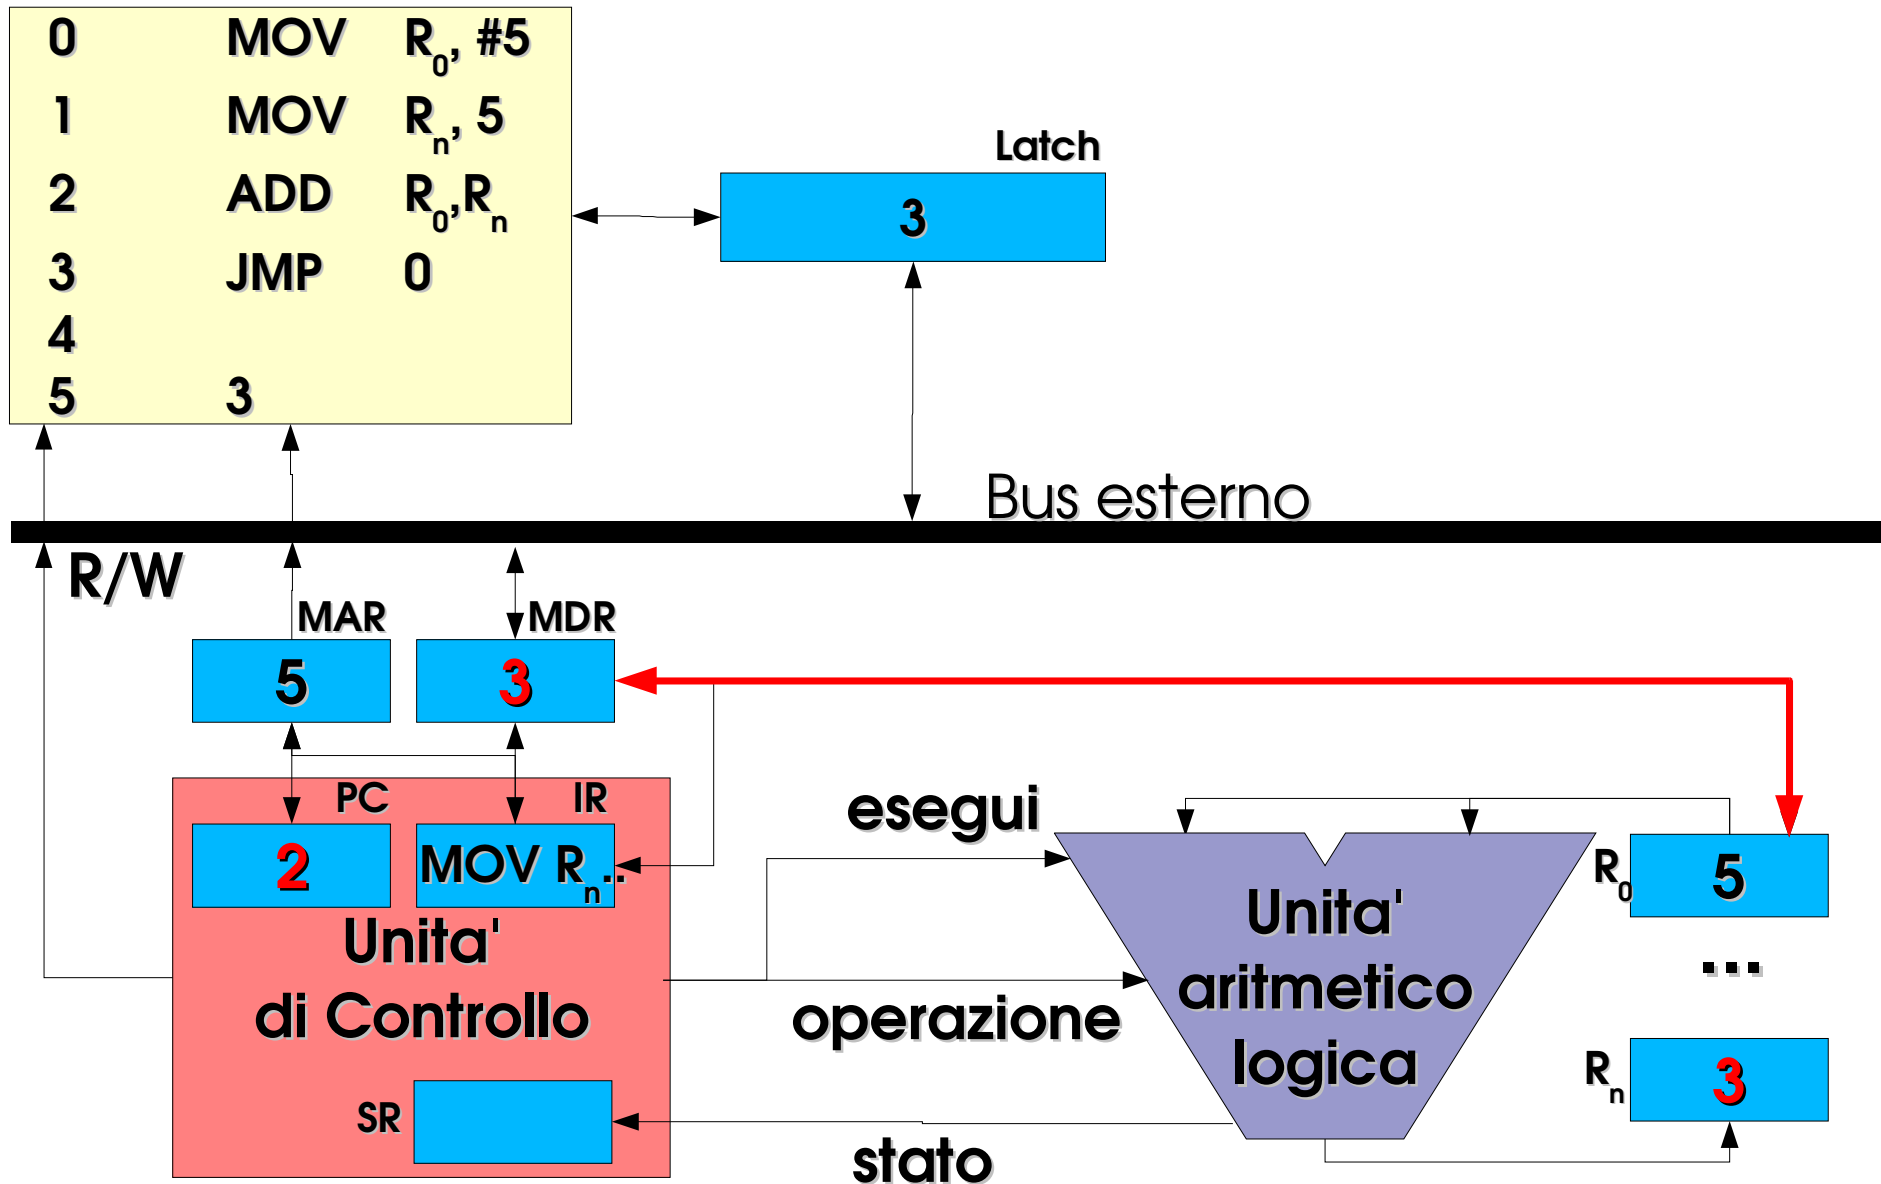 0 MOV R0, #5
1 MOV Rn, 5
2 ADD R0,Rn
3 JMP 0
4
5 3
Latch
3
Bus esterno
R/W
MAR
MDR
5
3
PC
IR
2
MOV Rn..
Unita'
di Controllo
SR
esegui
operazione
stato
Unita'
aritmetico
logica
R0
5
...
Rn
3